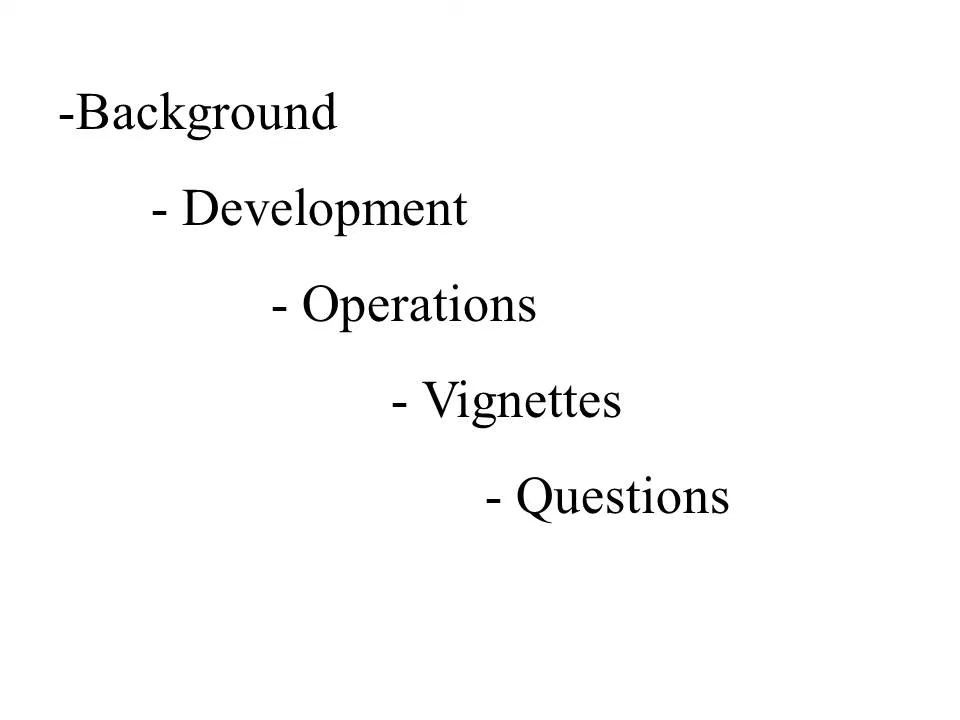 -Background
- Development
- Operations
- Vignettes
- Questions